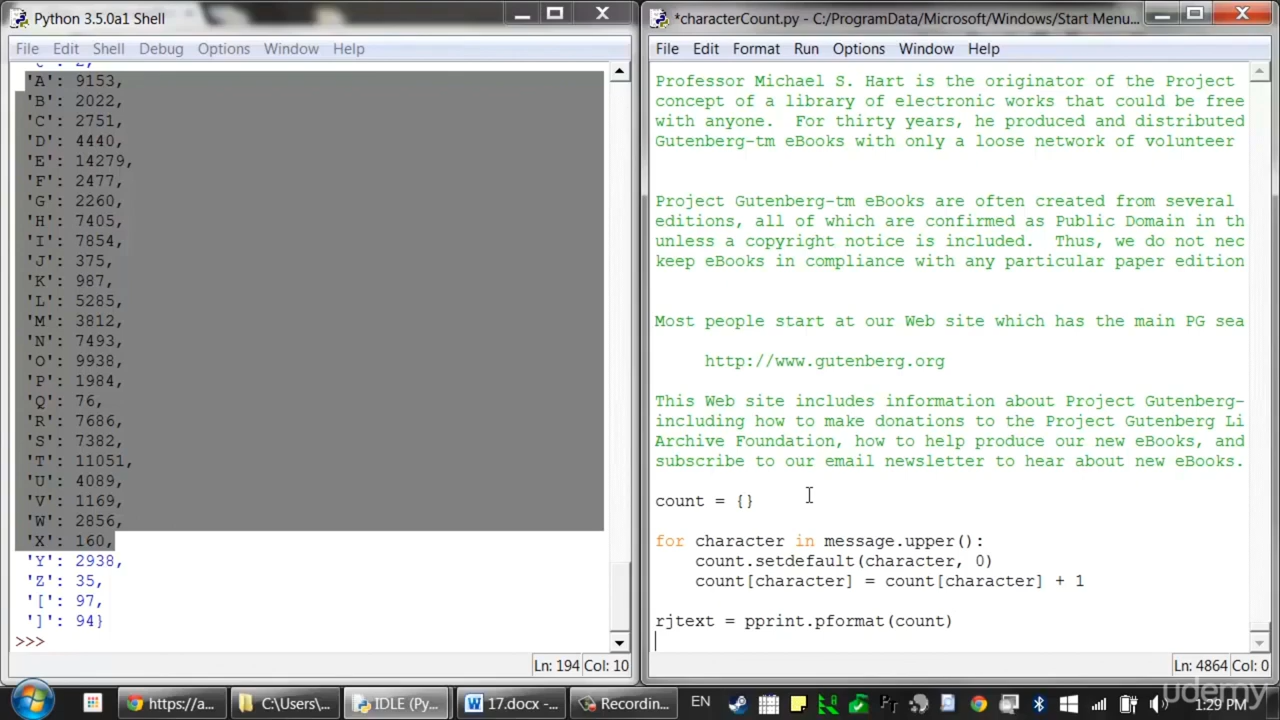 Python 3.5.0a1 Shell
File Edit Shell Debug Options Window Help
'A': 9153,
'B': 2022,
'C': 2751,
'D': 4440,
'E': 14279,
'F': 2477,
'G': 2260,
'H': 7405,
'I': 7854,
'J': 375,
'K': 987,
'L': 5285,
'M': 3812,
'N': 7493,
'O': 9938,
'P': 1984,
'Q': 76,
'R': 7686,
'S': 7382,
'T': 11051,
'U': 4089,
'V': 1169,
'W': 2856,
'X': 160,
'Y': 2938,
'Z': 35,
'[': 97,
']': 94}
>>>
Ln: 194 Col: 10
*characterCount.py - C:/ProgramData/Microsoft/Windows/Start Menu...
File Edit Format Run Options Window Help
Professor Michael S. Hart is the originator of the Project
concept of a library of electronic works that could be free
with anyone.  For thirty years, he produced and distributed
Gutenberg-tm eBooks with only a loose network of volunteer
Project Gutenberg-tm eBooks are often created from several
editions, all of which are confirmed as Public Domain in th
unless a copyright notice is included.  Thus, we do not nec
keep eBooks in compliance with any particular paper edition
Most people start at our Web site which has the main PG sea
http://www.gutenberg.org
This Web site includes information about Project Gutenberg-
including how to make donations to the Project Gutenberg Li
Archive Foundation, how to help produce our new eBooks, and
subscribe to our email newsletter to hear about new eBooks.
count = {}
for character in message.upper():
    count.setdefault(character, 0)
    count[character] = count[character] + 1
rjtext = pprint.pformat(count)
Ln: 4864 Col: 0
https://a... C:\Users\... IDLE (Py... 17.docx -... Recordin... EN 1:29 PM
udemy